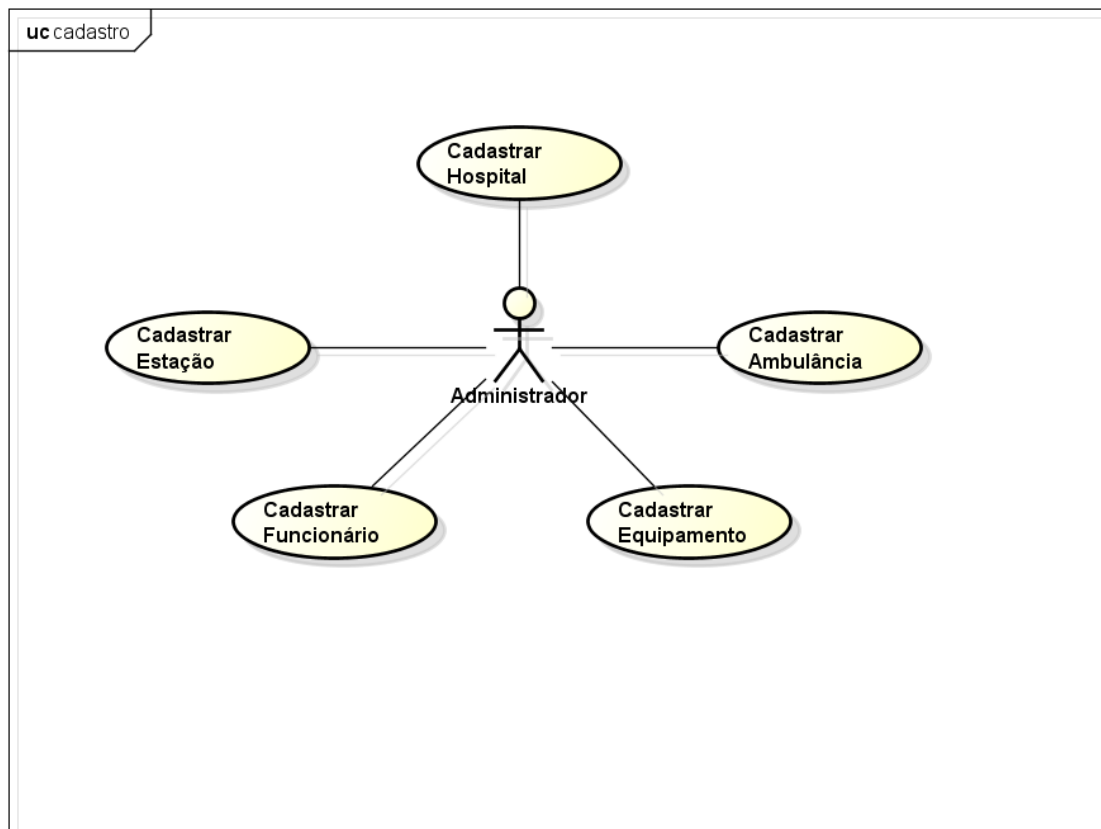 uc cadastro
Cadastrar
Hospital
Cadastrar
Estação
Cadastrar
Ambulância
Administrador
Cadastrar
Funcionário
Cadastrar
Equipamento